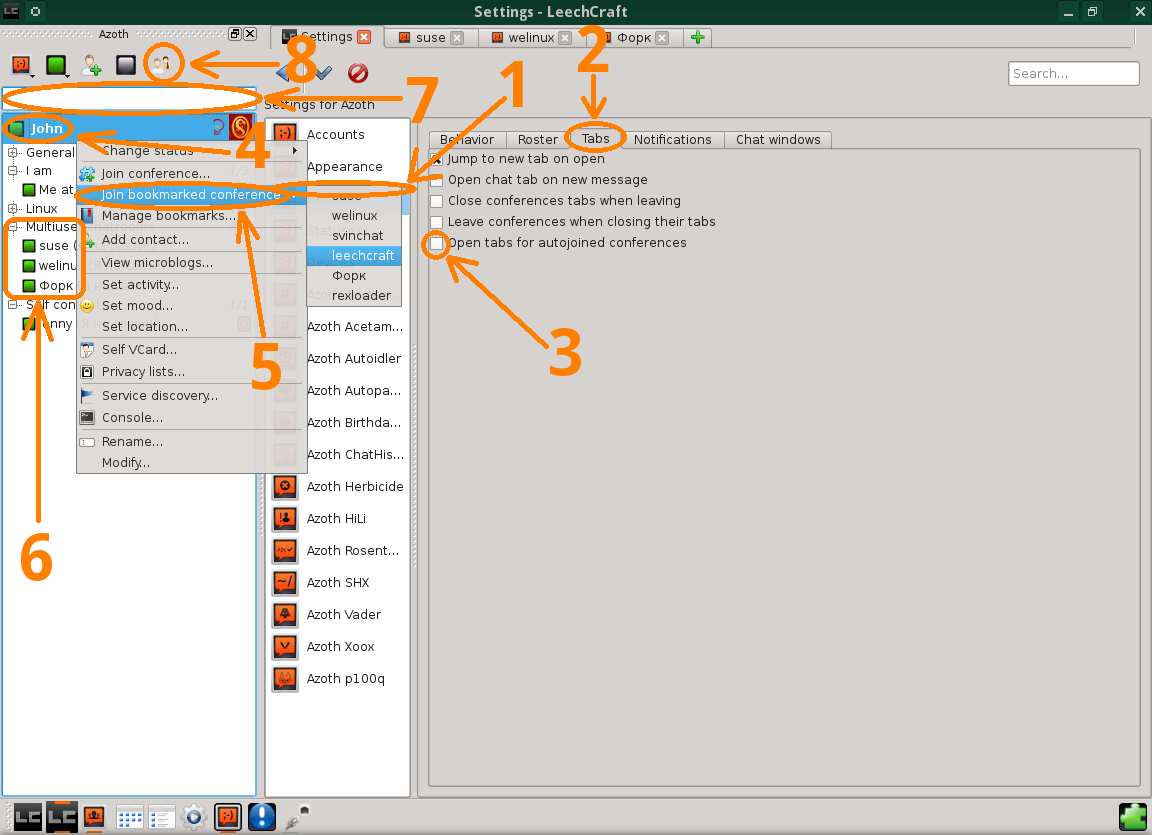 Settings - LeechCraft
Azoth
Settings
suse
welinux
Форк
8
2
1
7
Search...
Settings for Azoth
John
4
General
I am
Me at
Linux
Multiuse
suse (
welinu
Форк
Self con
Change status
Join conference...
Join bookmarked conference
Manage bookmarks...
Add contact...
View microblogs...
Set activity...
Set mood...
Set location...
Self VCard...
Privacy lists...
Service discovery...
Console...
Rename...
Modify...
suse
welinux
svinchat
leechcraft
Форк
rexloader
5
6
3
Accounts
Appearance
Azoth Acetam...
Azoth Autoidler
Azoth Autopa...
Azoth Birthda...
Azoth ChatHis...
Azoth Herbicide
Azoth HiLi
Azoth Rosent...
Azoth SHX
Azoth Vader
Azoth Xoox
Azoth p100q
Behavior
Roster
Tabs
Notifications
Chat windows
Jump to new tab on open
Open chat tab on new message
Close conferences tabs when leaving
Leave conferences when closing their tabs
Open tabs for autojoined conferences
LC
LC